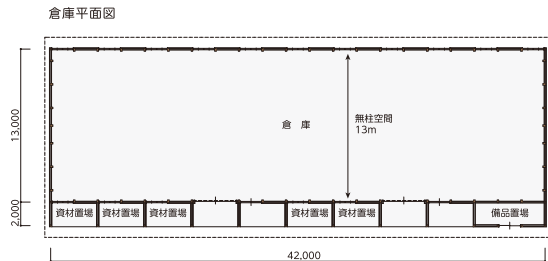 倉庫平面図
13,000
倉　庫
無柱空間
13m
2,000
資材置場 資材置場 資材置場 資材置場 資材置場 備品置場
42,000